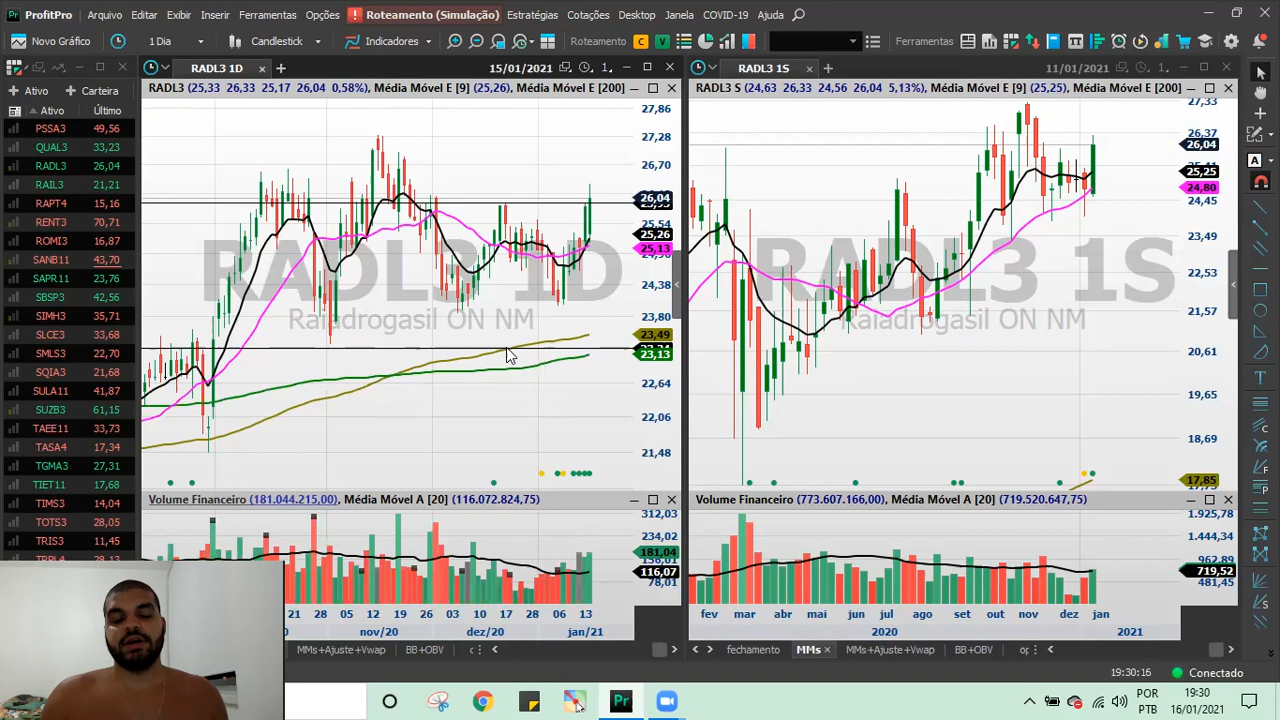 ProfitPro Arquivo Editar Exibir Inserir Ferramentas Opções Roteamento (Simulação) Estratégias Cotações Desktop Janela COVID-19 Ajuda
Novo Gráfico 1 Dia Candlestick Indicadores Roteamento C V Ferramentas
RADL3 1D 15/01/2021 1
RADL3 1S 11/01/2021 1
Ativo Carteira
Ativo Último
PSSA3 49,56
QUAL3 33,23
RADL3 26,04
RAIL3 21,21
RAPT4 15,16
RENT3 70,71
ROMI3 16,87
SANB11 43,70
SAPR11 23,76
SBSP3 42,56
SIMH3 35,71
SLCE3 33,68
SMLS3 22,70
SQIA3 21,68
SULA11 41,87
SUZB3 61,15
TAEE11 33,73
TASA4 17,34
TGMA3 27,31
TIET11 17,68
TIMS3 14,04
TOTS3 28,05
TRIS3 11,45
RADL3 (25,33 26,33 25,17 26,04 0,58%), Média Móvel E [9] (25,26), Média Móvel E [200]
27,86
27,28
26,70
26,04
25,54
25,26
25,13
24,38
23,80
23,49
23,13
22,64
22,06
21,48
RADL3 1D
Raiadrogasil ON NM
Volume Financeiro (181.044.215,00), Média Móvel A [20] (116.072.824,75)
312,03
234,02
181,04
116,07
78,01
21 28 05 12 19 26 03 10 17 28 06 13
nov/20 dez/20 jan/21
MMs+Ajuste+Vwap BB+OBV
RADL3 S (24,63 26,33 24,56 26,04 5,13%), Média Móvel E [9] (25,25), Média Móvel E [200]
27,33
26,37
26,04
25,25
24,80
24,45
23,49
22,53
21,57
20,61
19,65
18,69
17,85
RADL3 1S
Raiadrogasil ON NM
Volume Financeiro (773.607.166,00), Média Móvel A [20] (719.520.647,75)
1.925,78
1.444,34
719,52
481,45
fev mar abr mai jun jul ago set out nov dez jan
2020 2021
fechamento MMs MMs+Ajuste+Vwap BB+OBV
19:30:16 Conectado
POR
PTB
19:30
16/01/2021